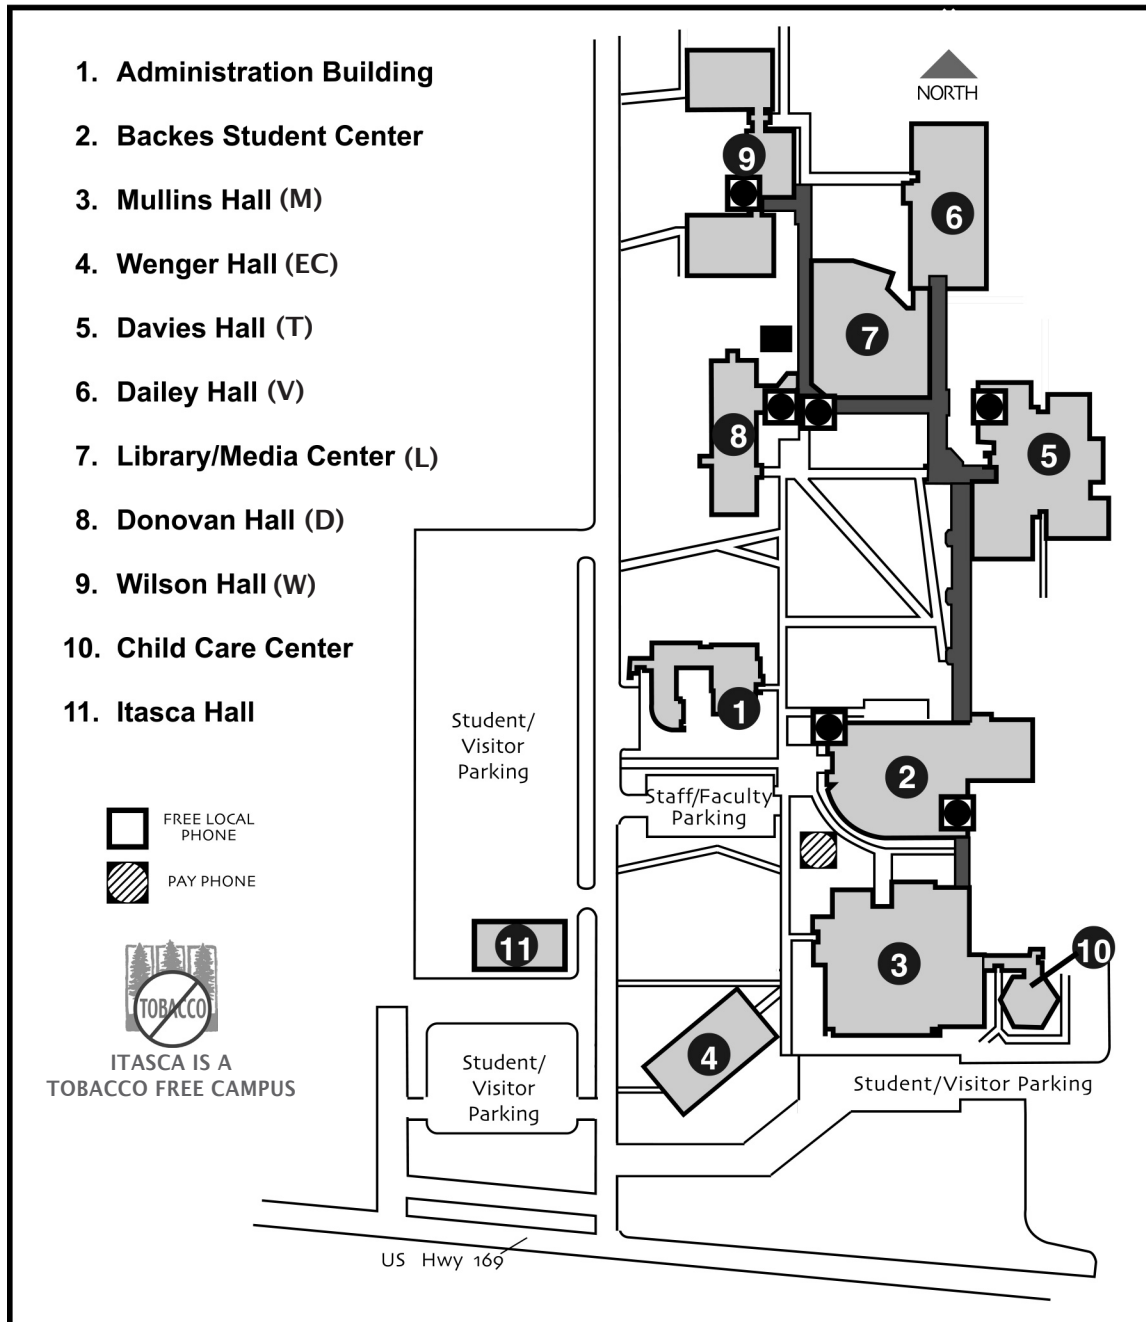 1. Administration Building
2. Backes Student Center
3. Mullins Hall (M)
4. Wenger Hall (EC)
5. Davies Hall (T)
6. Dailey Hall (V)
7. Library/Media Center (L)
8. Donovan Hall (D)
9. Wilson Hall (W)
10. Child Care Center
11. Itasca Hall
FREE LOCAL
PHONE
PAY PHONE
TOBACCO
ITASCA IS A
TOBACCO FREE CAMPUS
NORTH
9
6
7
8
5
1
2
Student/
Visitor
Parking
Staff/Faculty
Parking
11
3
10
4
Student/
Visitor
Parking
Student/Visitor Parking
US Hwy 169